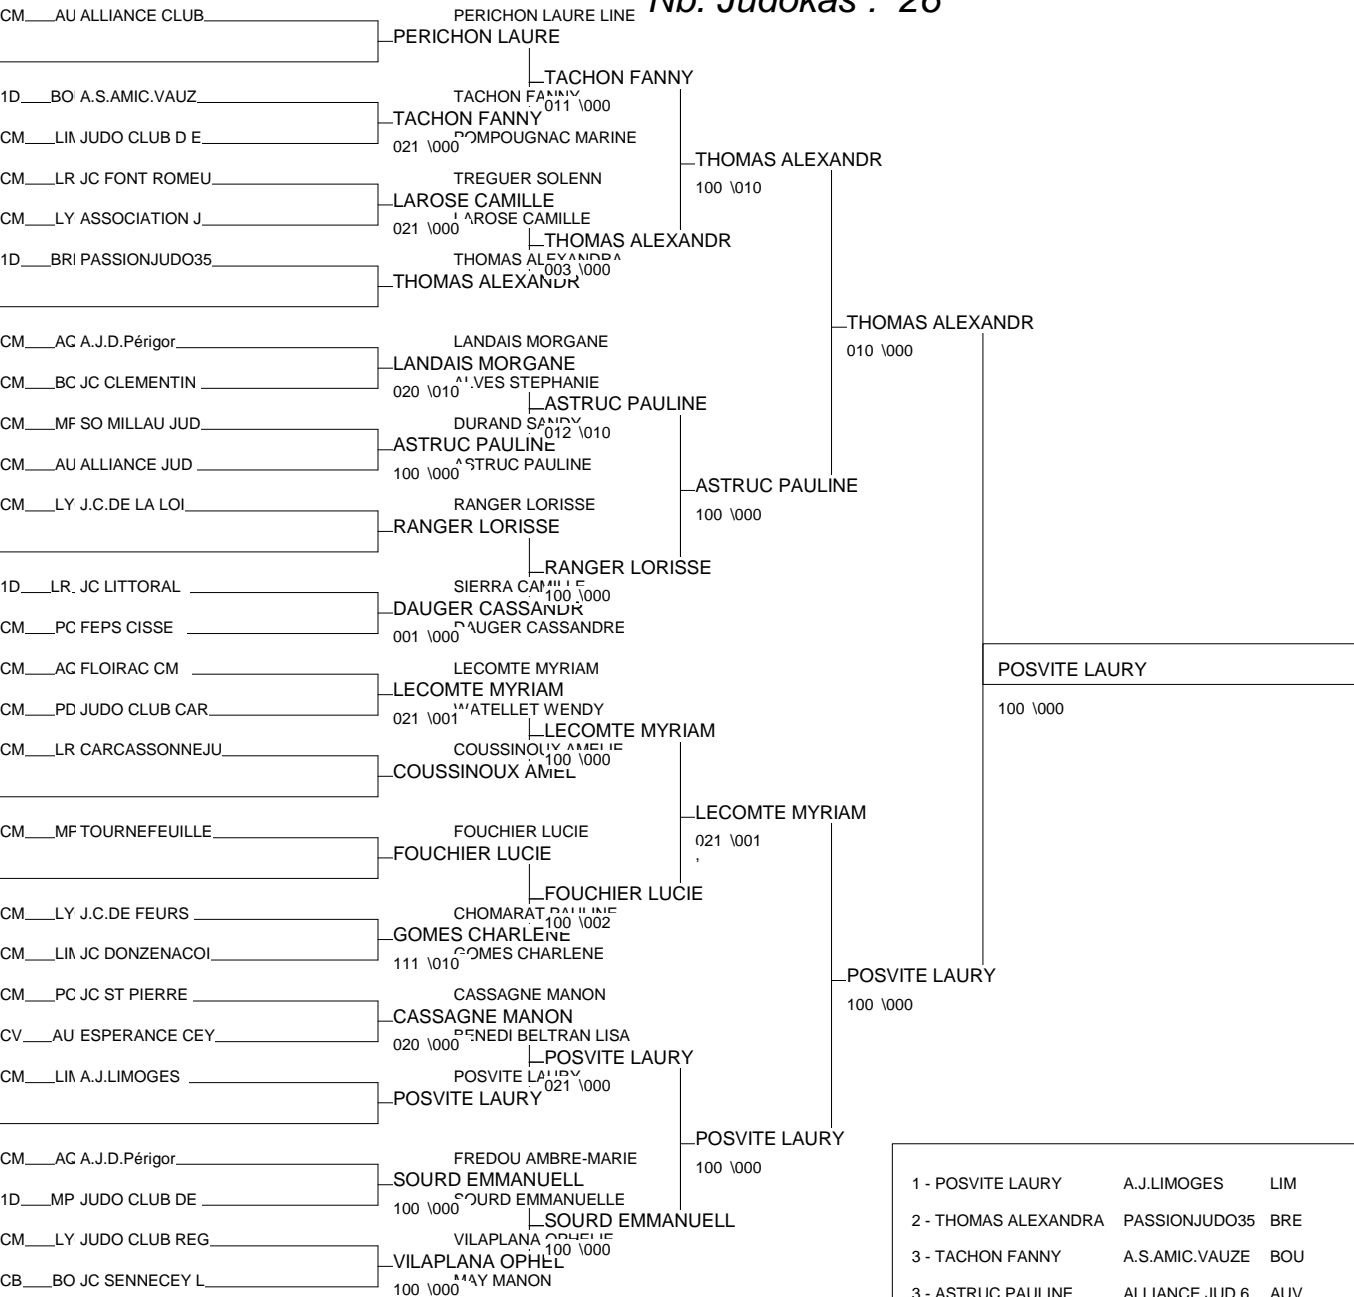 Nb. Judokas : 26
CM AU ALLIANCE CLUB PERICHON LAURE LINE
PERICHON LAURE
TACHON FANNY
1D BO A.S.AMIC.VAUZ TACHON FANNY
011 \000
TACHON FANNY
CM LIM JUDO CLUB D E POMPOUGNAC MARINE
021 \000
THOMAS ALEXANDR
CM LR JC FONT ROMEU TREGUER SOLENN
100 \010
LAROSE CAMILLE
CM LY ASSOCIATION J LAROSE CAMILLE
021 \000
THOMAS ALEXANDR
1D BRE PASSIONJUDO35 THOMAS ALEXANDRA
003 \000
THOMAS ALEXANDR
THOMAS ALEXANDR
CM AQ A.J.D.Périgor LANDAIS MORGANE
010 \000
LANDAIS MORGANE
CM BO JC CLEMENTIN ALVES STEPHANIE
020 \010
ASTRUC PAULINE
CM MP SO MILLAU JUD DURAND SANDY
012 \010
ASTRUC PAULINE
CM AU ALLIANCE JUD ASTRUC PAULINE
100 \000
ASTRUC PAULINE
CM LY J.C.DE LA LOI RANGER LORISSE
100 \000
RANGER LORISSE
RANGER LORISSE
1D LR JC LITTORAL SIERRA CAMILLE
100 \000
DAUGER CASSANDR
CM PC FEPS CISSE DAUGER CASSANDRE
001 \000
CM AQ FLOIRAC CM LECOMTE MYRIAM
POSVITE LAURY
LECOMTE MYRIAM
CM PD JUDO CLUB CAR WATELLET WENDY
100 \000
021 \001
LECOMTE MYRIAM
CM LR CARCASSONNEJU COUSSINOUX AMELIE
100 \000
COUSSINOUX AMEL
LECOMTE MYRIAM
CM MP TOURNEFEUILLE FOUCHIER LUCIE
021 \001
FOUCHIER LUCIE
FOUCHIER LUCIE
CM LY J.C.DE FEURS CHOMARAT PAULINE
100 \002
GOMES CHARLENE
CM LIM JC DONZENACOI GOMES CHARLENE
111 \010
POSVITE LAURY
CM PC JC ST PIERRE CASSAGNE MANON
100 \000
CASSAGNE MANON
CV AU ESPERANCE CEY BENEDI BELTRAN LISA
020 \000
POSVITE LAURY
CM LIM A.J.LIMOGES POSVITE LAURY
021 \000
POSVITE LAURY
POSVITE LAURY
CM AQ A.J.D.Périgor FREDOU AMBRE-MARIE
100 \000
SOURD EMMANUELL
1 - POSVITE LAURY A.J.LIMOGES LIM
1D MP JUDO CLUB DE SOURD EMMANUELLE
100 \000
SOURD EMMANUELL
2 - THOMAS ALEXANDRA PASSIONJUDO35 BRE
CM LY JUDO CLUB REG VILAPLANA OPHELIE
100 \000
VILAPLANA OPHEL
3 - TACHON FANNY A.S.AMIC.VAUZE BOU
CB BO JC SENNECEY L MAY MANON
100 \000
3 - ASTRUC PAULINE ALLIANCE JUD 6 AUV